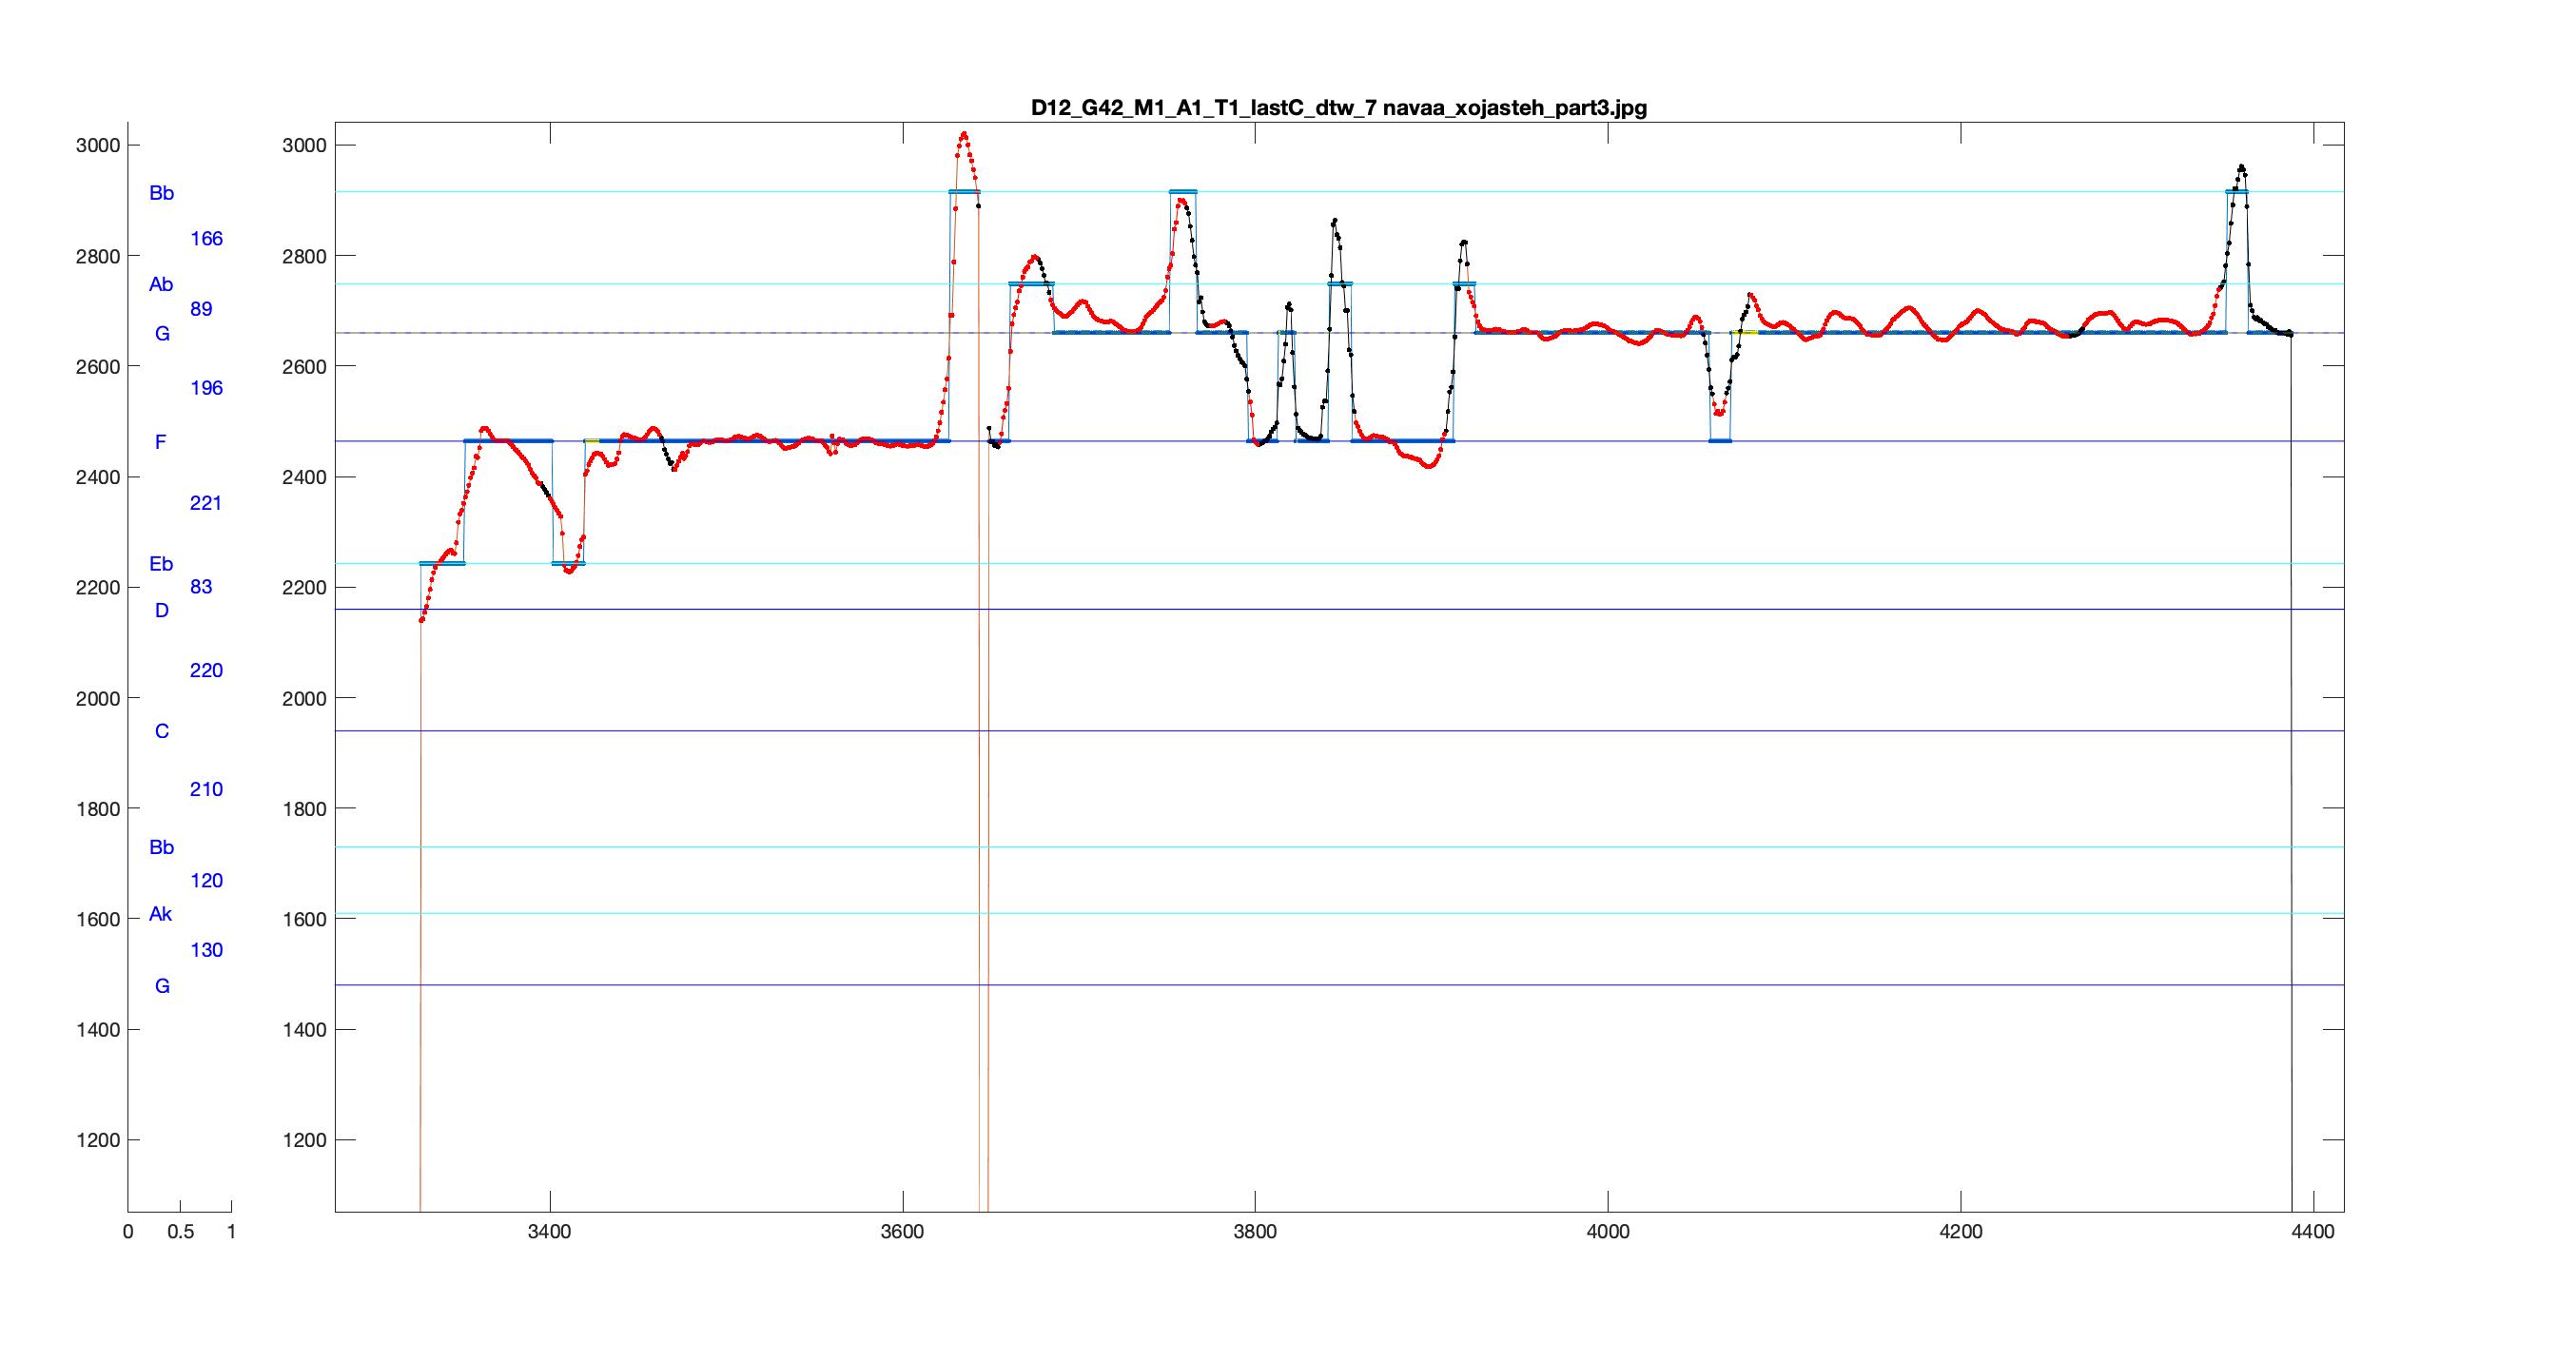 D12_G42_M1_A1_T1_lastC_dtw_7 navaa_xojasteh_part3.jpg
3000 3000
Bb
166
2800 2800
Ab
89
G
2600 2600
196
F
2400 2400
221
Eb
2200 83 2200
D
220
2000 2000
C
210
1800 1800
Bb
120
1600 Ak 1600
130
G
1400 1400
1200 1200
0 0.5 1 3400 3600 3800 4000 4200 4400